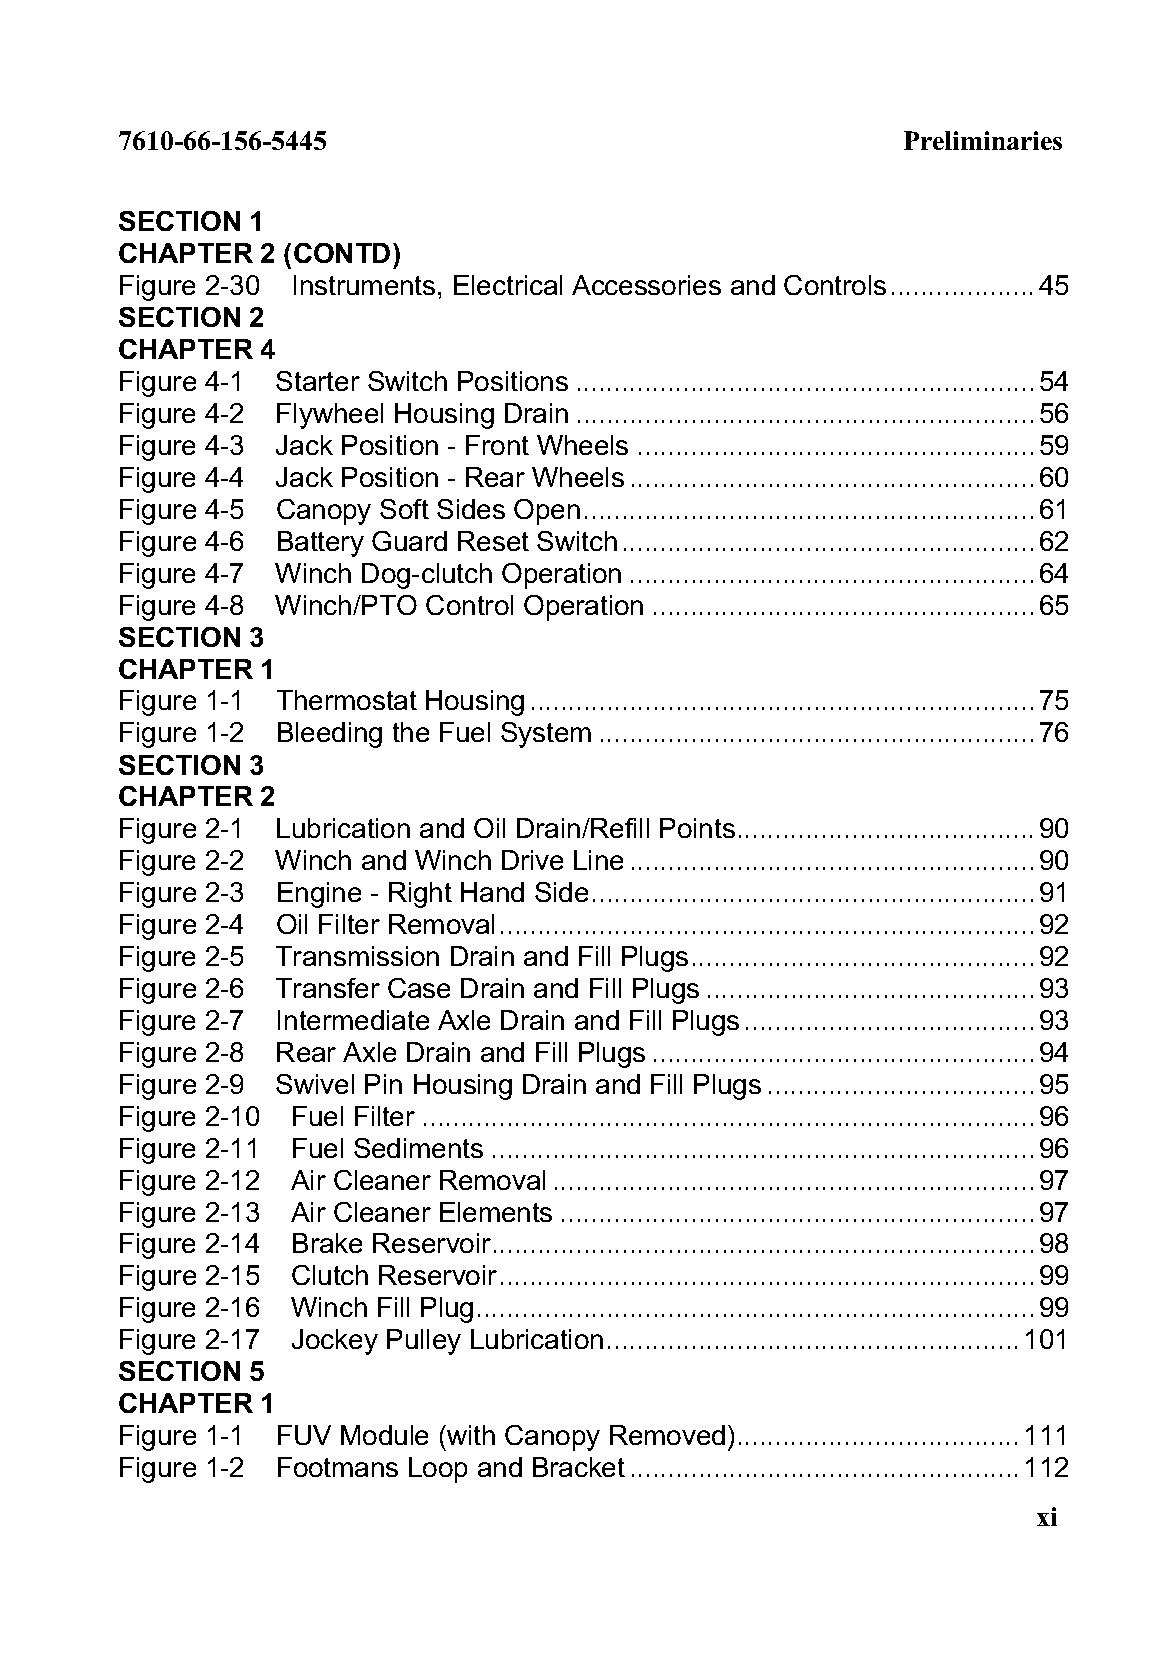 7610-66-156-5445 Preliminaries
SECTION 1
CHAPTER 2 (CONTD)
Figure 2-30 Instruments, Electrical Accessories and Controls...................45
SECTION 2
CHAPTER 4
Figure 4-1 Starter Switch Positions ............................................................54
Figure 4-2 Flywheel Housing Drain ............................................................56
Figure 4-3 Jack Position - Front Wheels ....................................................59
Figure 4-4 Jack Position - Rear Wheels.....................................................60
Figure 4-5 Canopy Soft Sides Open...........................................................61
Figure 4-6 Battery Guard Reset Switch......................................................62
Figure 4-7 Winch Dog-clutch Operation .....................................................64
Figure 4-8 Winch/PTO Control Operation ..................................................65
SECTION 3
CHAPTER 1
Figure 1-1 Thermostat Housing..................................................................75
Figure 1-2 Bleeding the Fuel System .........................................................76
SECTION 3
CHAPTER 2
Figure 2-1 Lubrication and Oil Drain/Refill Points.......................................90
Figure 2-2 Winch and Winch Drive Line.....................................................90
Figure 2-3 Engine - Right Hand Side..........................................................91
Figure 2-4 Oil Filter Removal......................................................................92
Figure 2-5 Transmission Drain and Fill Plugs.............................................92
Figure 2-6 Transfer Case Drain and Fill Plugs ...........................................93
Figure 2-7 Intermediate Axle Drain and Fill Plugs......................................93
Figure 2-8 Rear Axle Drain and Fill Plugs ..................................................94
Figure 2-9 Swivel Pin Housing Drain and Fill Plugs ...................................95
Figure 2-10 Fuel Filter ................................................................................96
Figure 2-11 Fuel Sediments .......................................................................96
Figure 2-12 Air Cleaner Removal ...............................................................97
Figure 2-13 Air Cleaner Elements ..............................................................97
Figure 2-14 Brake Reservoir.......................................................................98
Figure 2-15 Clutch Reservoir......................................................................99
Figure 2-16 Winch Fill Plug.........................................................................99
Figure 2-17 Jockey Pulley Lubrication......................................................101
SECTION 5
CHAPTER 1
Figure 1-1 FUV Module (with Canopy Removed).....................................111
Figure 1-2 Footmans Loop and Bracket...................................................112
xi